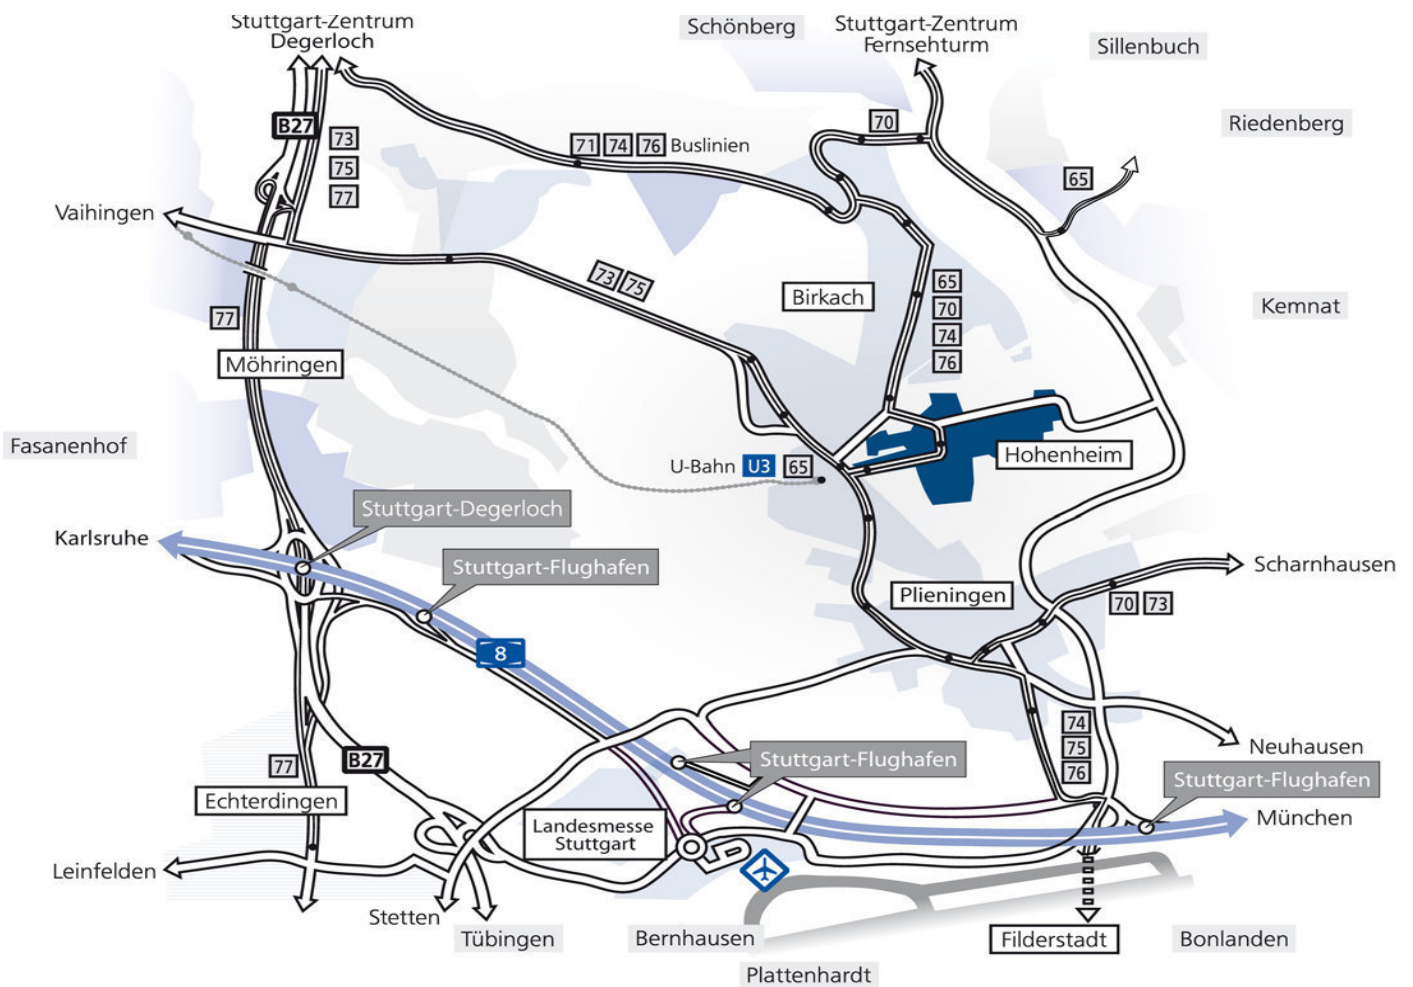 Stuttgart-Zentrum
Degerloch
Schönberg
Stuttgart-Zentrum
Fernsehturm
Sillenbuch
B27
73
75
77
71 74 76 Buslinien
70
Riedenberg
65
Vaihingen
73 75
Birkach
65
70
74
76
Kemnat
77
Möhringen
Fasanenhof
U-Bahn U3 65
Hohenheim
Stuttgart-Degerloch
Karlsruhe
Stuttgart-Flughafen
Scharnhausen
Plieningen
70 73
8
74
75
76
Neuhausen
B27
77
Stuttgart-Flughafen
Stuttgart-Flughafen
Echterdingen
Landesmesse
Stuttgart
München
Leinfelden
Stetten
Tübingen
Bernhausen
Filderstadt
Bonlanden
Plattenhardt